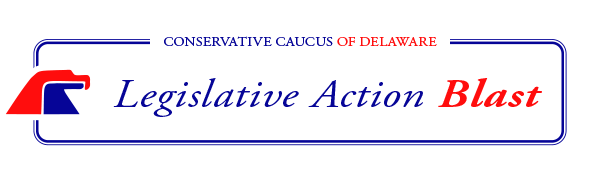 CONSERVATIVE CAUCUS OF DELAWARE
Legislative Action Blast